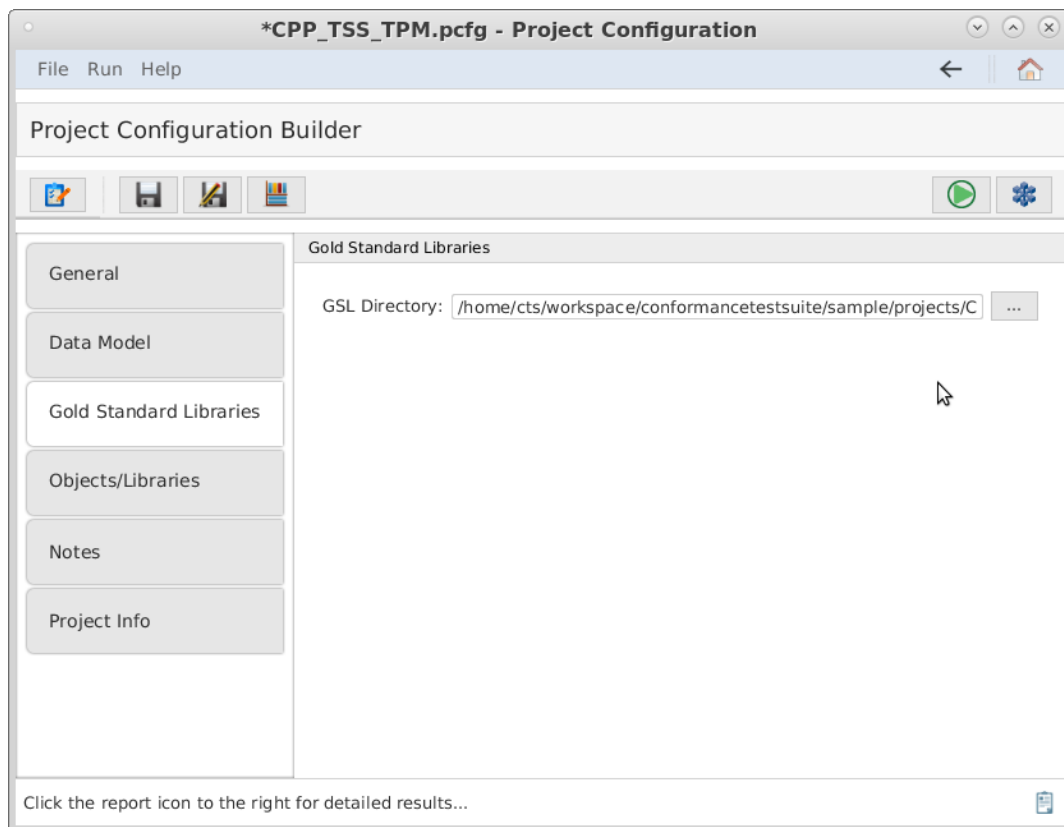 *CPP_TSS_TPM.pcfg - Project Configuration
File Run Help
Project Configuration Builder
General
Data Model
Gold Standard Libraries
Objects/Libraries
Notes
Project Info
Gold Standard Libraries
GSL Directory: /home/cts/workspace/conformancetestsuite/sample/projects/C ...
Click the report icon to the right for detailed results...